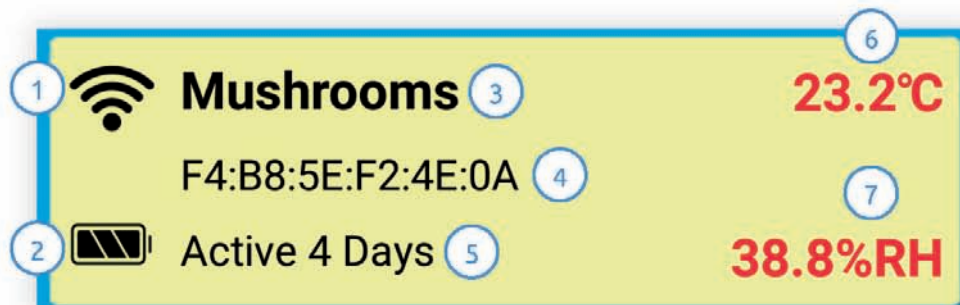 6
1 Mushrooms 3 23.2°C
F4:B8:5E:F2:4E:0A 4
7
2 Active 4 Days 5 38.8%RH